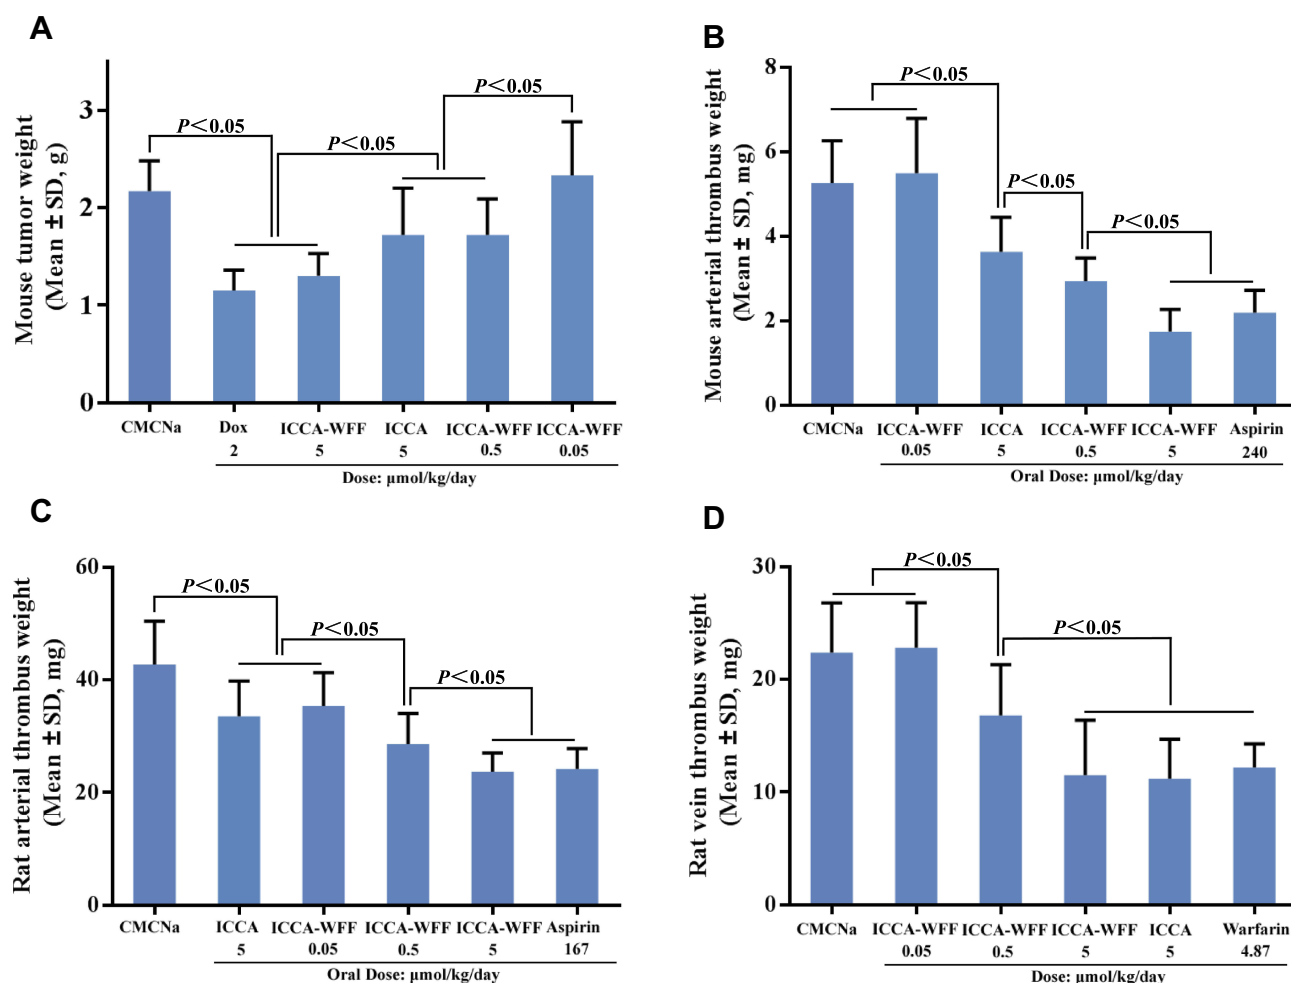 A
Mouse tumor weight
(Mean ± SD, g)
3
2
1
0
P<0.05
P<0.05
P<0.05
CMCNa Dox ICCA-WFF ICCA ICCA-WFF ICCA-WFF
2 5 5 0.5 0.05
Dose: µmol/kg/day
B
Mouse arterial thrombus weight
(Mean ± SD, mg)
8
6
4
2
0
P<0.05
P<0.05
P<0.05
CMCNa ICCA-WFF ICCA ICCA-WFF ICCA-WFF Aspirin
0.05 5 0.5 5 240
Oral Dose: µmol/kg/day
C
Rat arterial thrombus weight
(Mean ± SD, mg)
60
40
20
0
P<0.05
P<0.05
P<0.05
CMCNa ICCA ICCA-WFF ICCA-WFF ICCA-WFF Aspirin
5 0.05 0.5 5 167
Oral Dose: µmol/kg/day
D
Rat vein thrombus weight
(Mean ± SD, mg)
30
20
10
0
P<0.05
P<0.05
CMCNa ICCA-WFF ICCA-WFF ICCA-WFF ICCA Warfarin
0.05 0.5 5 5 4.87
Dose: µmol/kg/day